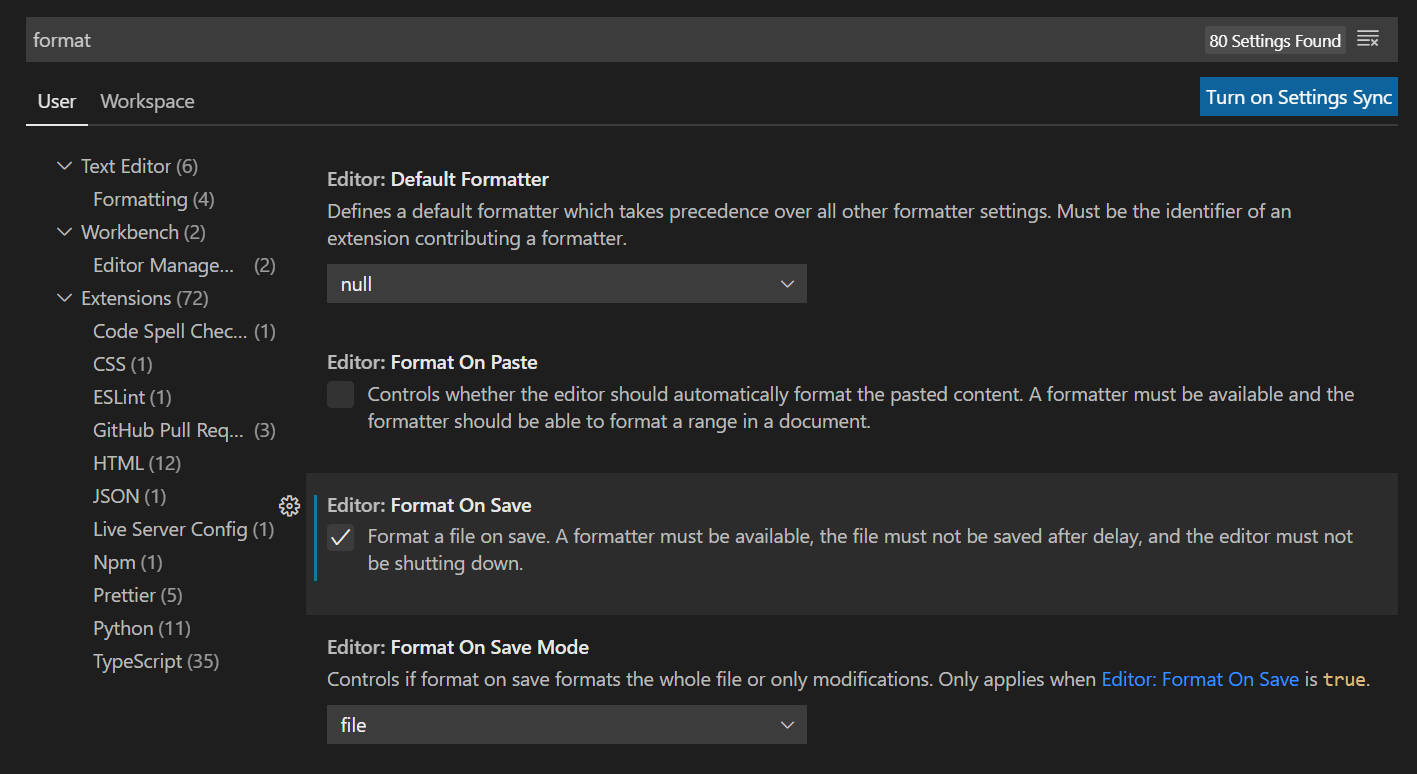 format
80 Settings Found
User
Workspace
Turn on Settings Sync
Text Editor (6)
Formatting (4)
Workbench (2)
Editor Manage... (2)
Extensions (72)
Code Spell Chec... (1)
CSS (1)
ESLint (1)
GitHub Pull Req... (3)
HTML (12)
JSON (1)
Live Server Config (1)
Npm (1)
Prettier (5)
Python (11)
TypeScript (35)
Editor: Default Formatter
Defines a default formatter which takes precedence over all other formatter settings. Must be the identifier of an
extension contributing a formatter.
null
Editor: Format On Paste
Controls whether the editor should automatically format the pasted content. A formatter must be available and the
formatter should be able to format a range in a document.
Editor: Format On Save
Format a file on save. A formatter must be available, the file must not be saved after delay, and the editor must not
be shutting down.
Editor: Format On Save Mode
Controls if format on save formats the whole file or only modifications. Only applies when Editor: Format On Save is true.
file